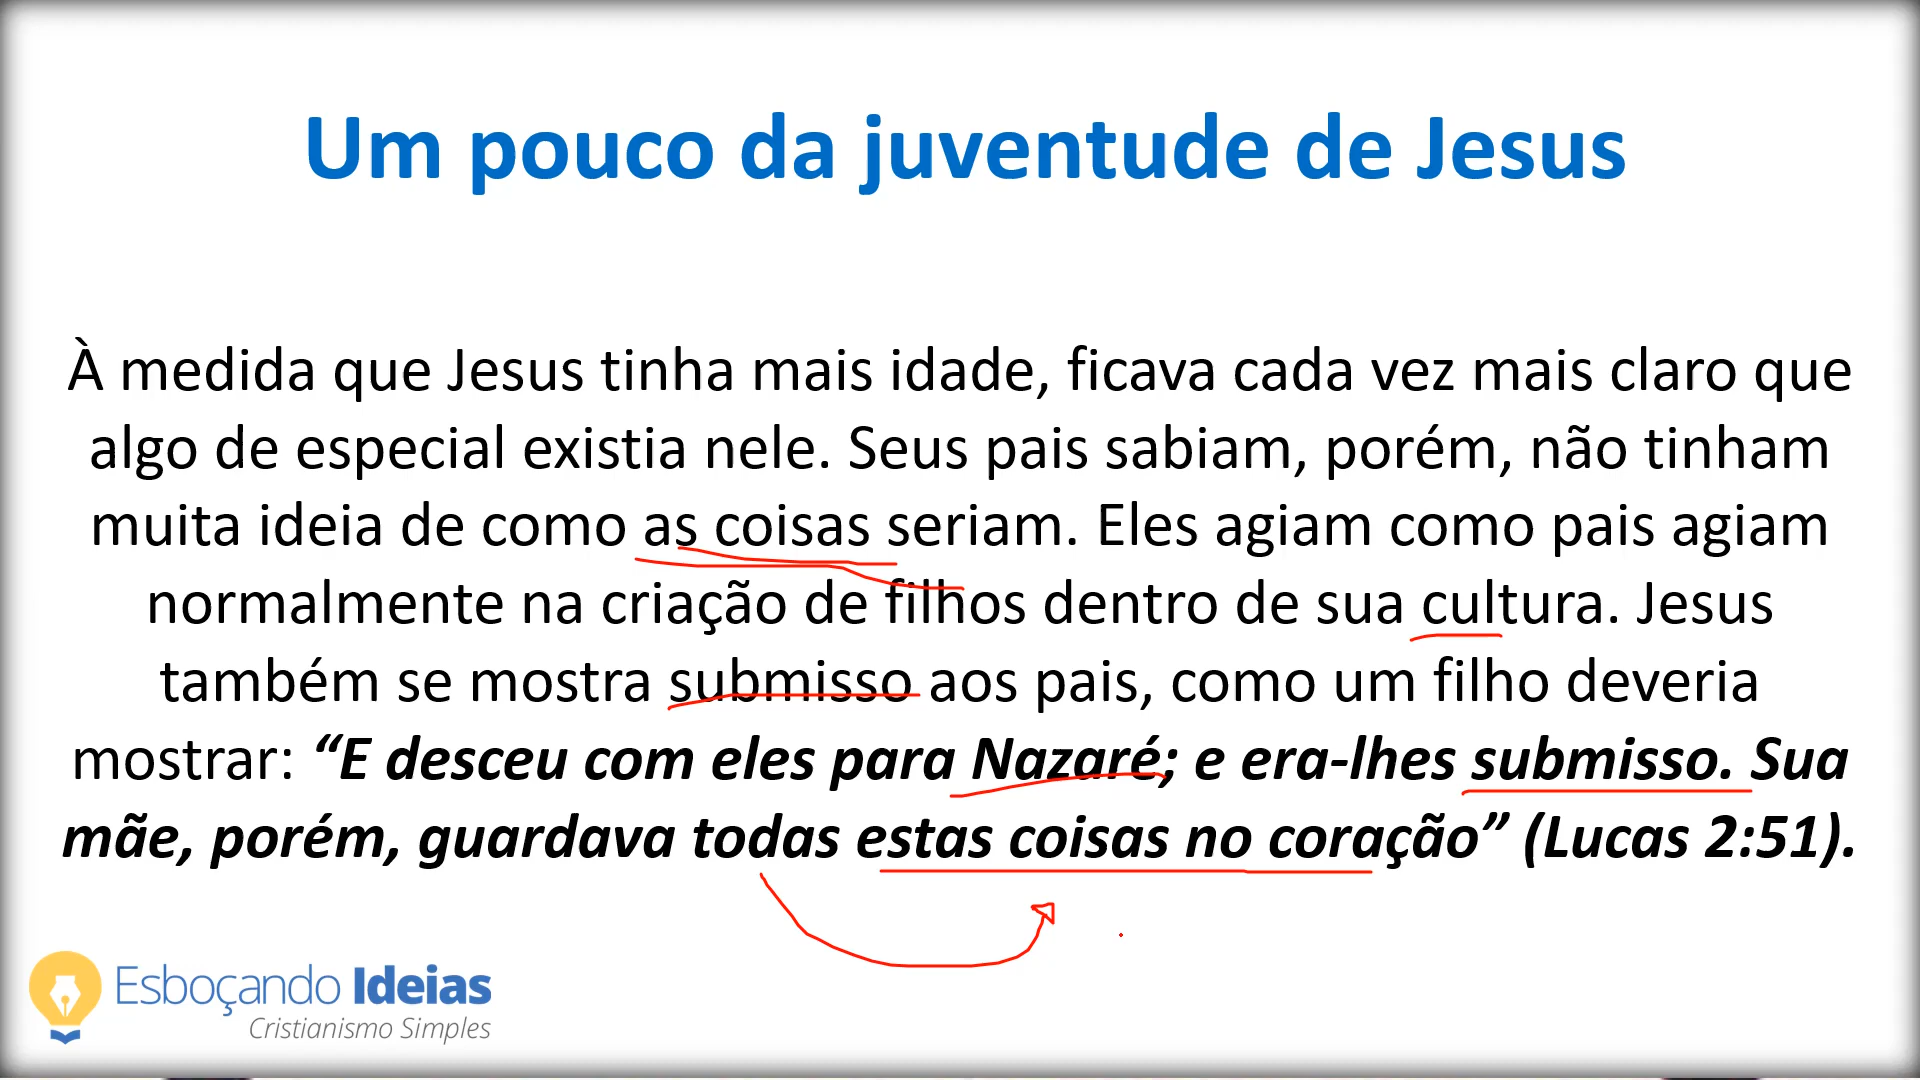 Um pouco da juventude de Jesus
À medida que Jesus tinha mais idade, ficava cada vez mais claro que
algo de especial existia nele. Seus pais sabiam, porém, não tinham
muita ideia de como as coisas seriam. Eles agiam como pais agiam
normalmente na criação de filhos dentro de sua cultura. Jesus
também se mostra submisso aos pais, como um filho deveria
mostrar: “E desceu com eles para Nazaré; e era-lhes submisso. Sua
mãe, porém, guardava todas estas coisas no coração” (Lucas 2:51).
Esboçando Ideias
Cristianismo Simples